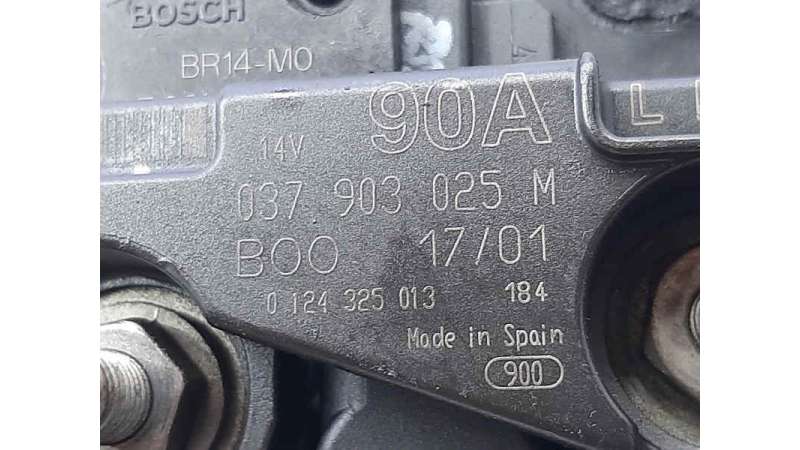 BOSCH
BR14-M0
90A
14V
037 903 025 M
B00 17/01
0 124 325 013 184
Made in Spain
900